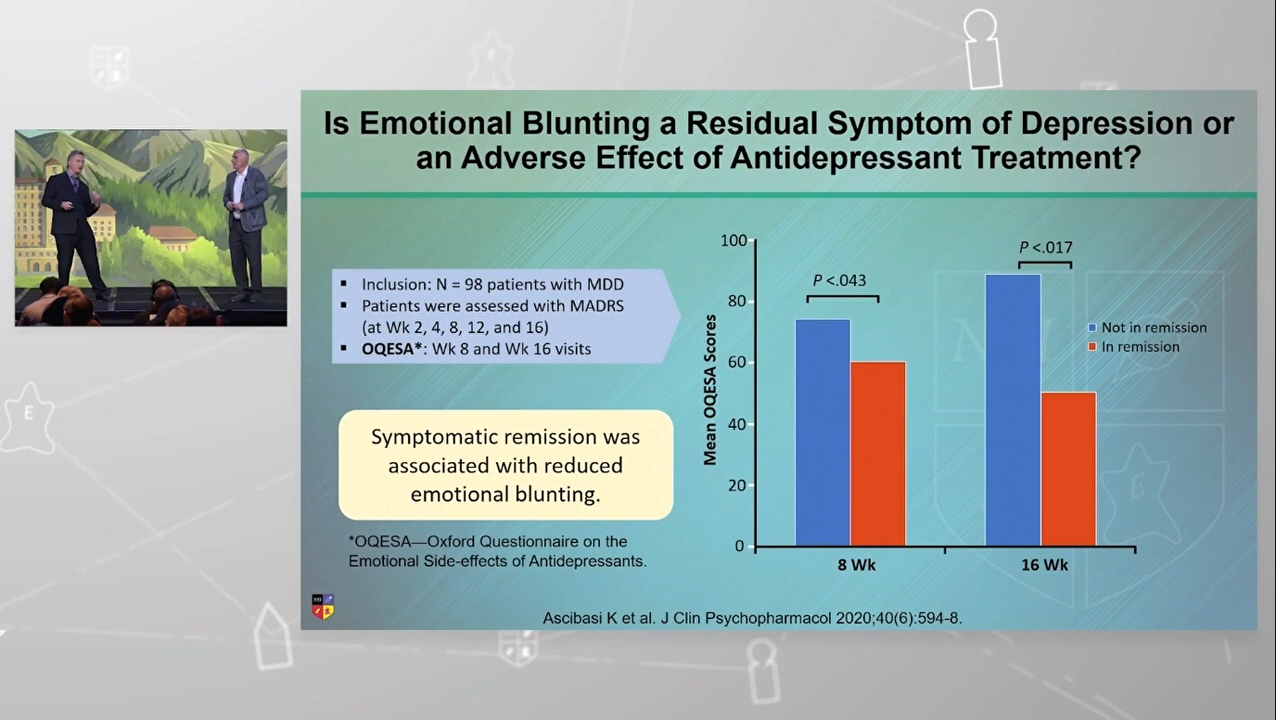 Is Emotional Blunting a Residual Symptom of Depression or
an Adverse Effect of Antidepressant Treatment?
▪ Inclusion: N = 98 patients with MDD
▪ Patients were assessed with MADRS
(at Wk 2, 4, 8, 12, and 16)
▪ OQESA*: Wk 8 and Wk 16 visits
Symptomatic remission was
associated with reduced
emotional blunting.
*OQESA—Oxford Questionnaire on the
Emotional Side-effects of Antidepressants.
Mean OQESA Scores
100
80
60
40
20
0
P <.043
P <.017
8 Wk
16 Wk
Not in remission
In remission
Ascibasi K et al. J Clin Psychopharmacol 2020;40(6):594-8.
E
E